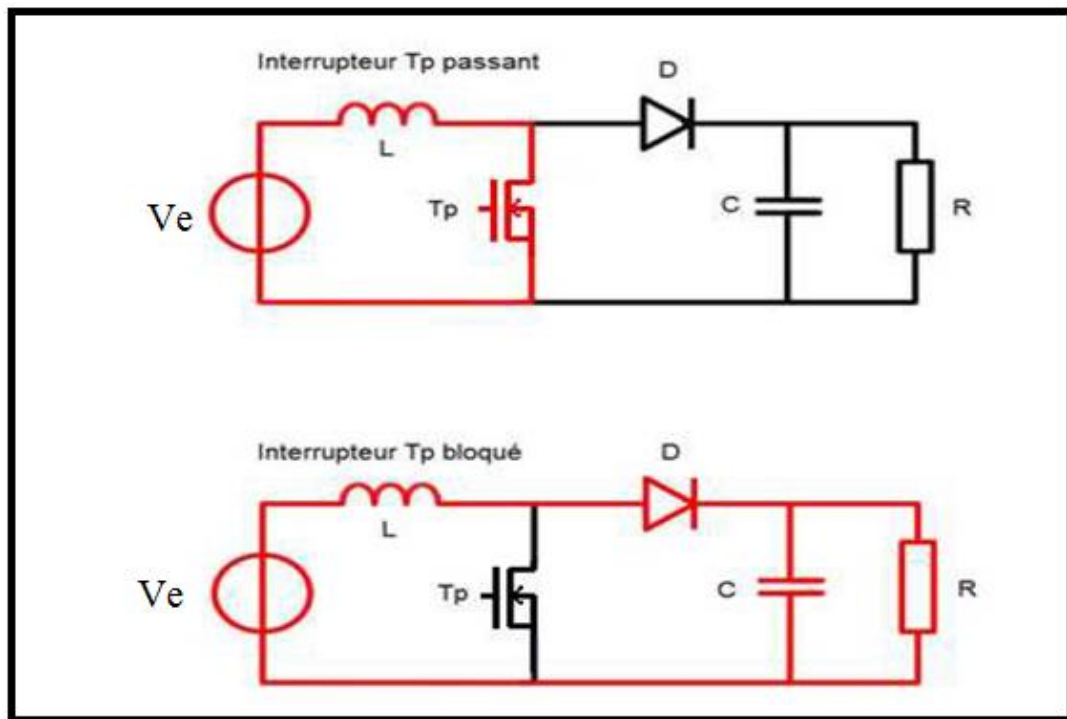 Interrupteur Tp passant
D
L
Ve
Tp
C
R
Interrupteur Tp bloqué
D
L
Ve
Tp
C
R